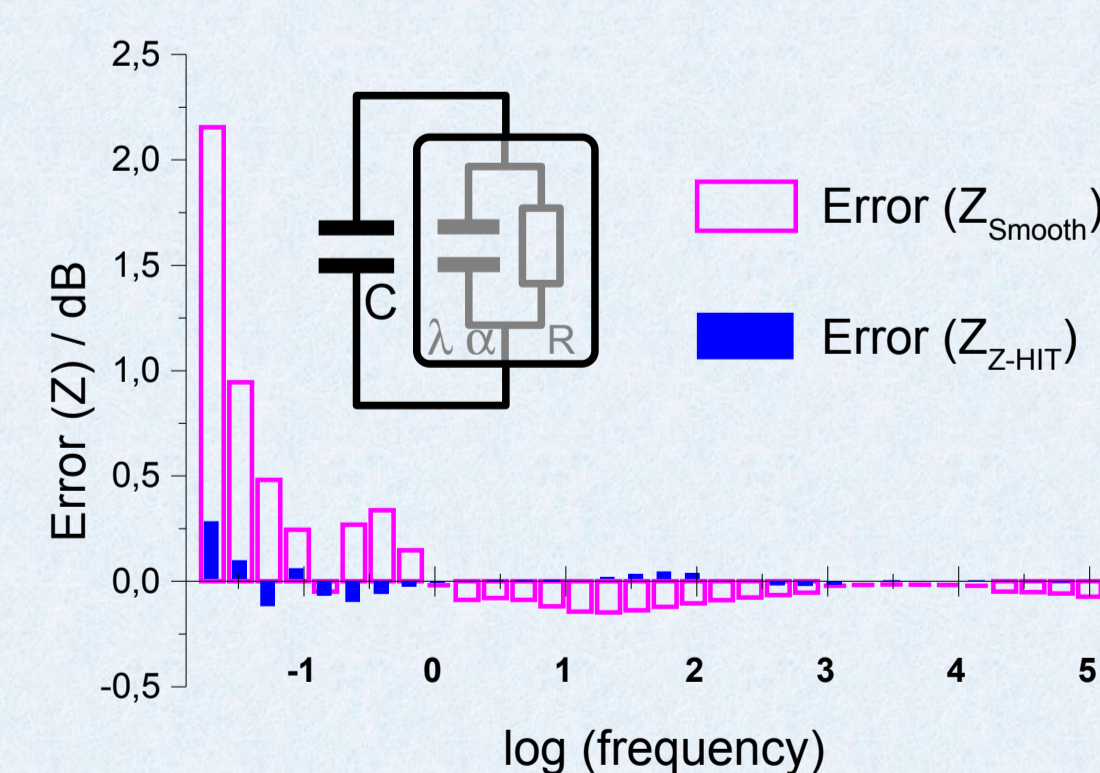 2,5
2,0
1,5
1,0
0,5
0,0
-0,5
Error (Z) / dB
C
λ α R
Error (ZSmooth)
Error (ZZ-HIT)
-1 0 1 2 3 4 5
log (frequency)